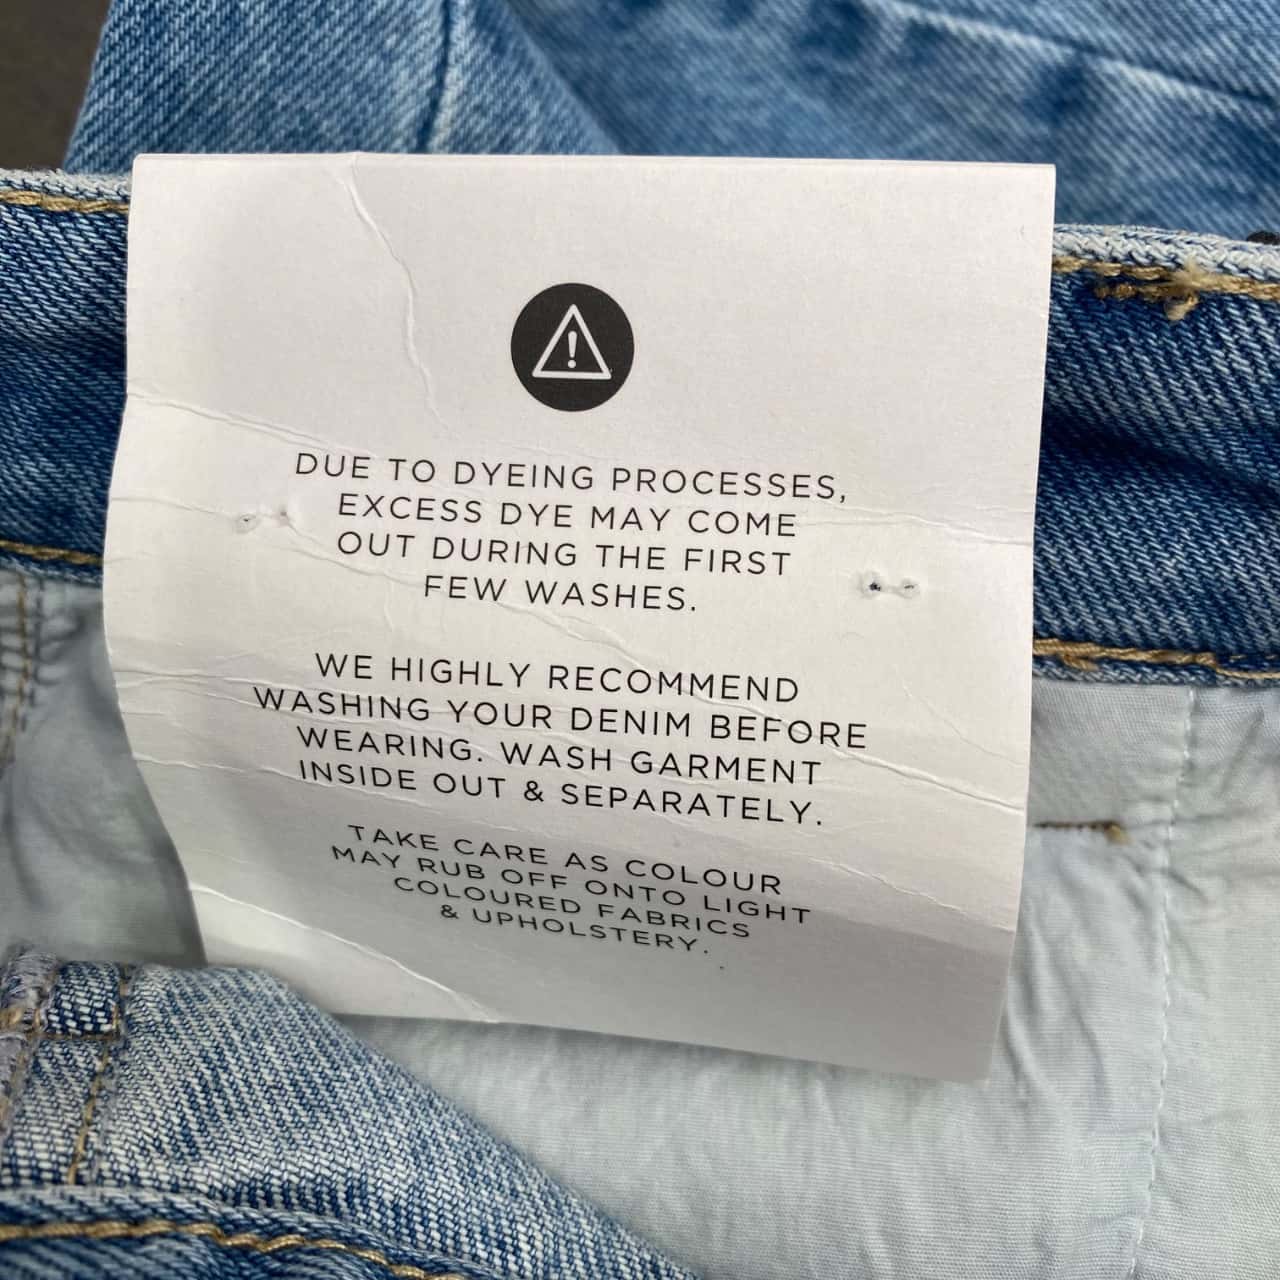 DUE TO DYEING PROCESSES,
EXCESS DYE MAY COME
OUT DURING THE FIRST
FEW WASHES.
WE HIGHLY RECOMMEND
WASHING YOUR DENIM BEFORE
WEARING. WASH GARMENT
INSIDE OUT & SEPARATELY.
TAKE CARE AS COLOUR
MAY RUB OFF ONTO LIGHT
COLOURED FABRICS
& UPHOLSTERY.